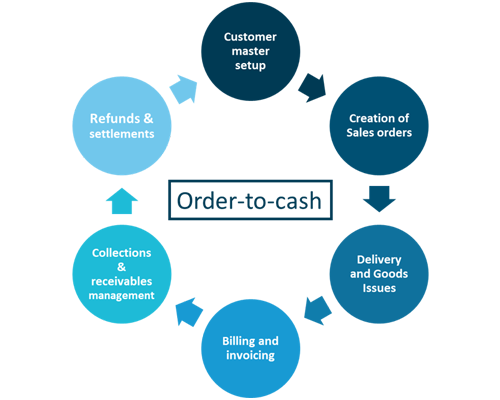 Customer
master
setup
Creation of
Sales orders
Delivery
and Goods
Issues
Billing and
invoicing
Collections
&
receivables
management
Refunds &
settlements
Order-to-cash